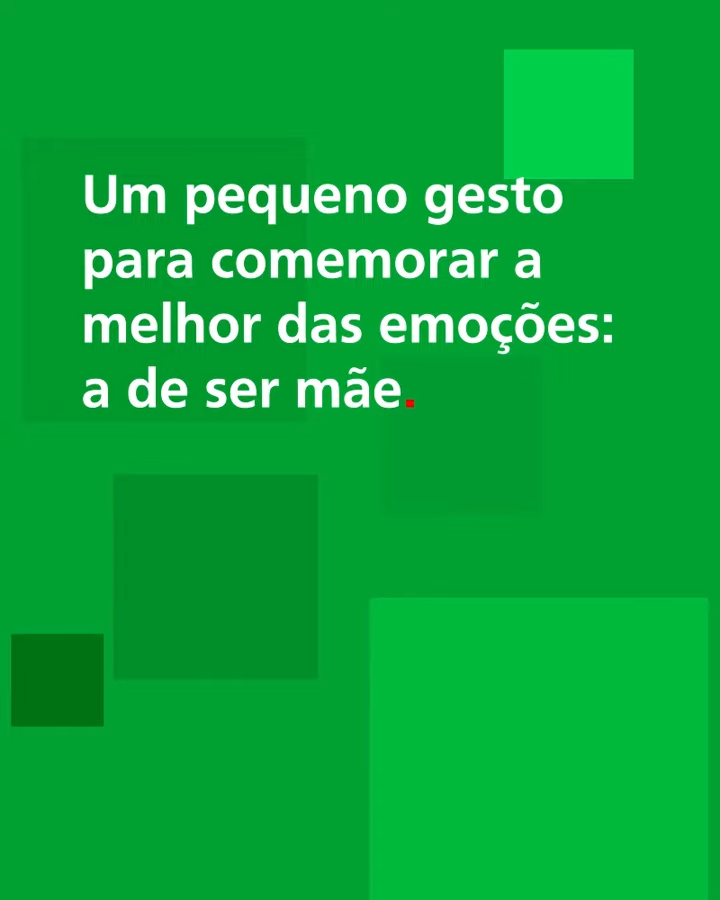 Um pequeno gesto
para comemorar a
melhor das emoções:
a de ser mãe.